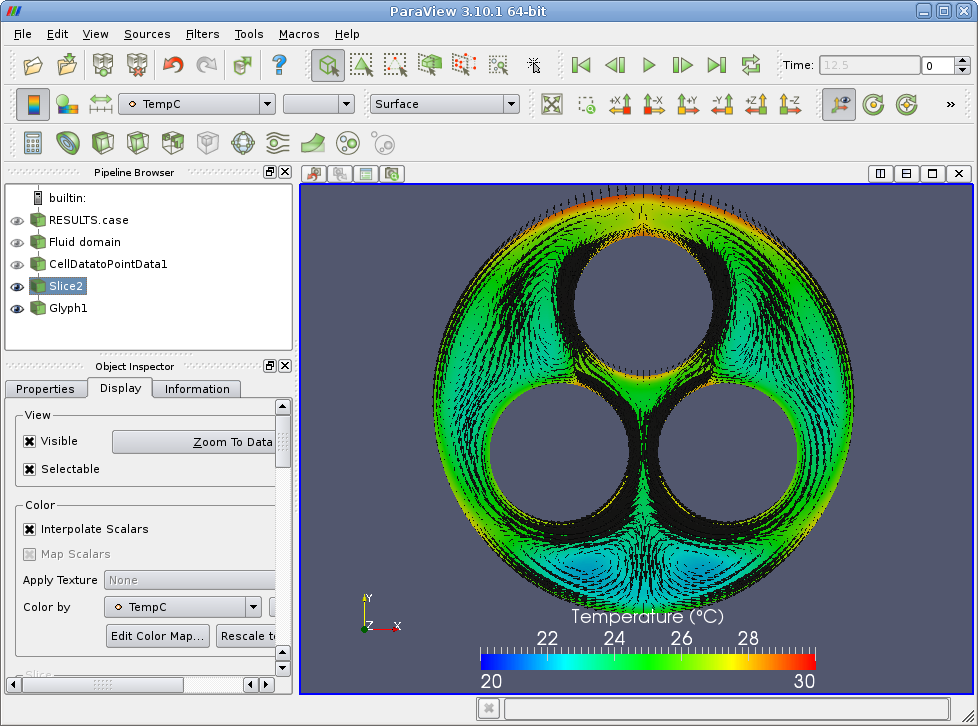 ParaView 3.10.1 64-bit
File Edit View Sources Filters Tools Macros Help
? Time: 12.5 0
TempC Surface +X -X +Y -Y +Z -Z »
Pipeline Browser
builtin:
RESULTS.case
Fluid domain
CellDatatoPointData1
Slice2
Glyph1
Object Inspector
Properties Display Information
View
Visible Zoom To Data
Selectable
Color
Interpolate Scalars
Map Scalars
Apply Texture None
Color by TempC
Edit Color Map... Rescale to
Slice
Y
Z X
Temperature (°C)
22 24 26 28
20 30